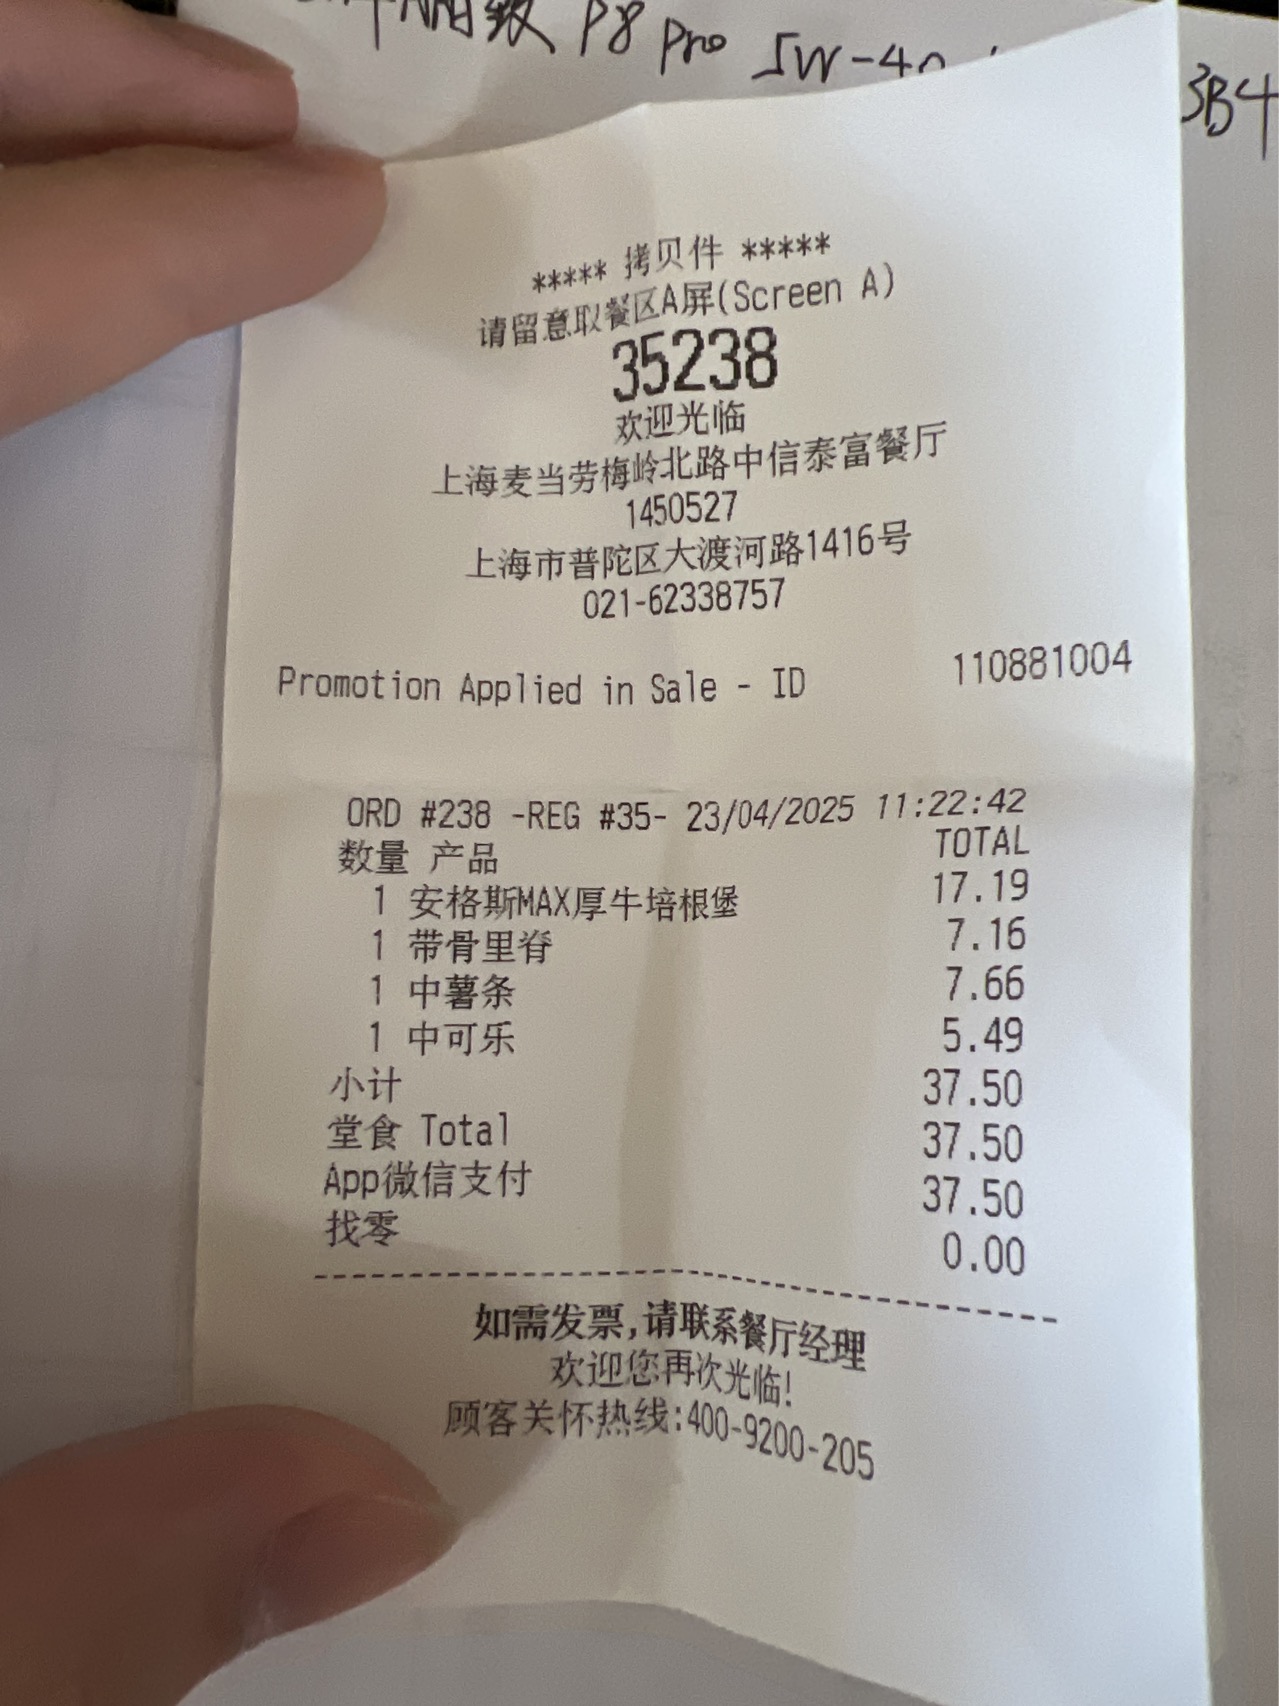 P8 Pro 5W-40
3B4
***** 拷贝件 *****
请留意取餐区A屏(Screen A)
35238
欢迎光临
上海麦当劳梅岭北路中信泰富餐厅
1450527
上海市普陀区大渡河路1416号
021-62338757
Promotion Applied in Sale - ID 110881004
ORD #238 -REG #35- 23/04/2025 11:22:42
数量 产品 TOTAL
1 安格斯MAX厚牛培根堡 17.19
1 带骨里脊 7.16
1 中薯条 7.66
1 中可乐 5.49
小计 37.50
堂食 Total 37.50
App微信支付 37.50
找零 0.00
如需发票,请联系餐厅经理
欢迎您再次光临!
顾客关怀热线:400-9200-205